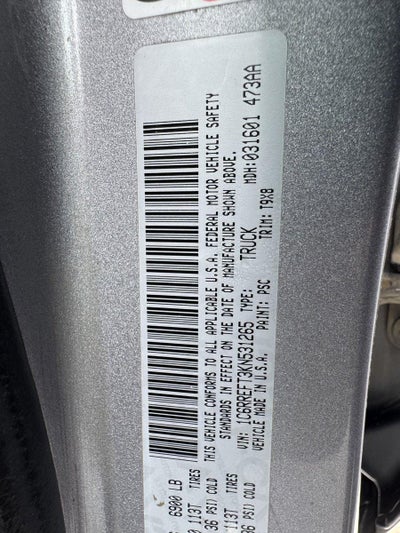 6900 LB
113T TIRES
36 PSI) COLD
113T TIRES
36 PSI) COLD
THIS VEHICLE CONFORMS TO ALL APPLICABLE U.S.A. FEDERAL MOTOR VEHICLE SAFETY
STANDARDS IN EFFECT ON THE DATE OF MANUFACTURE SHOWN ABOVE.
VIN: 1C6RREFT3KN531265 TYPE: TRUCK MDH: 031601 473AA
VEHICLE MADE IN U.S.A. PAINT: PSC TRIM: T9X8